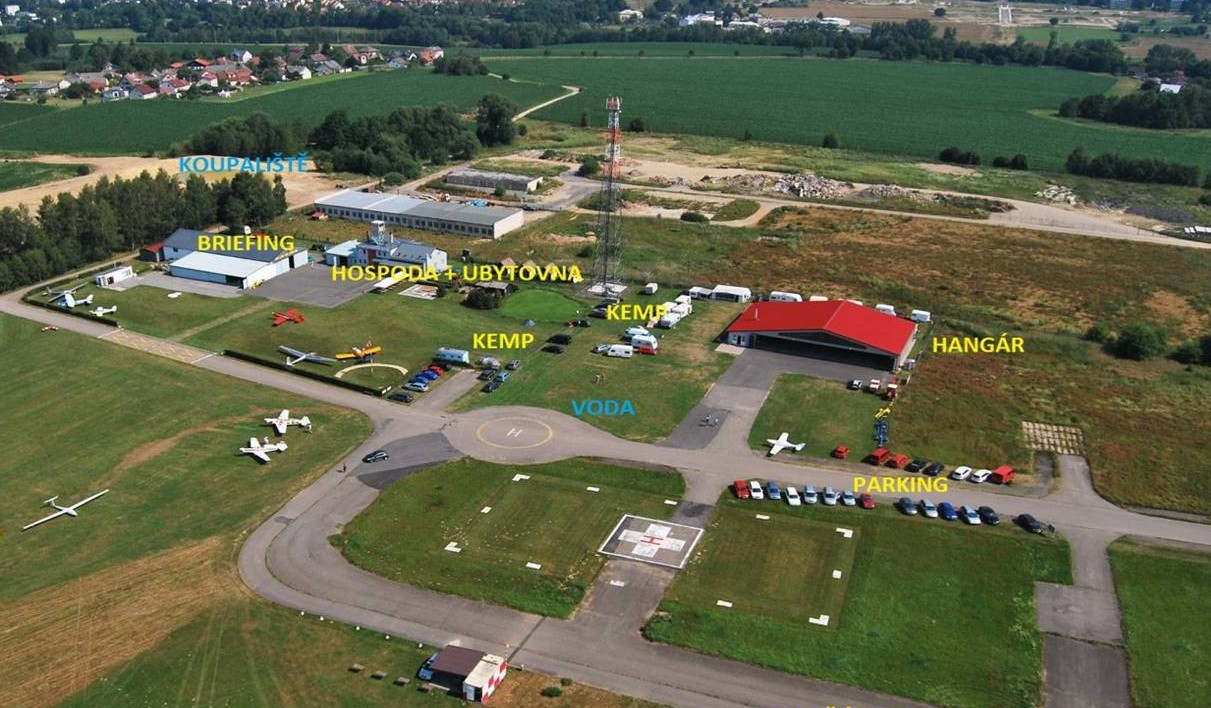 KOUPALIŠTĚ
BRIEFING
HOSPODA + UBYTOVNA
KEMP
KEMP
HANGÁR
VODA
PARKING
H
H